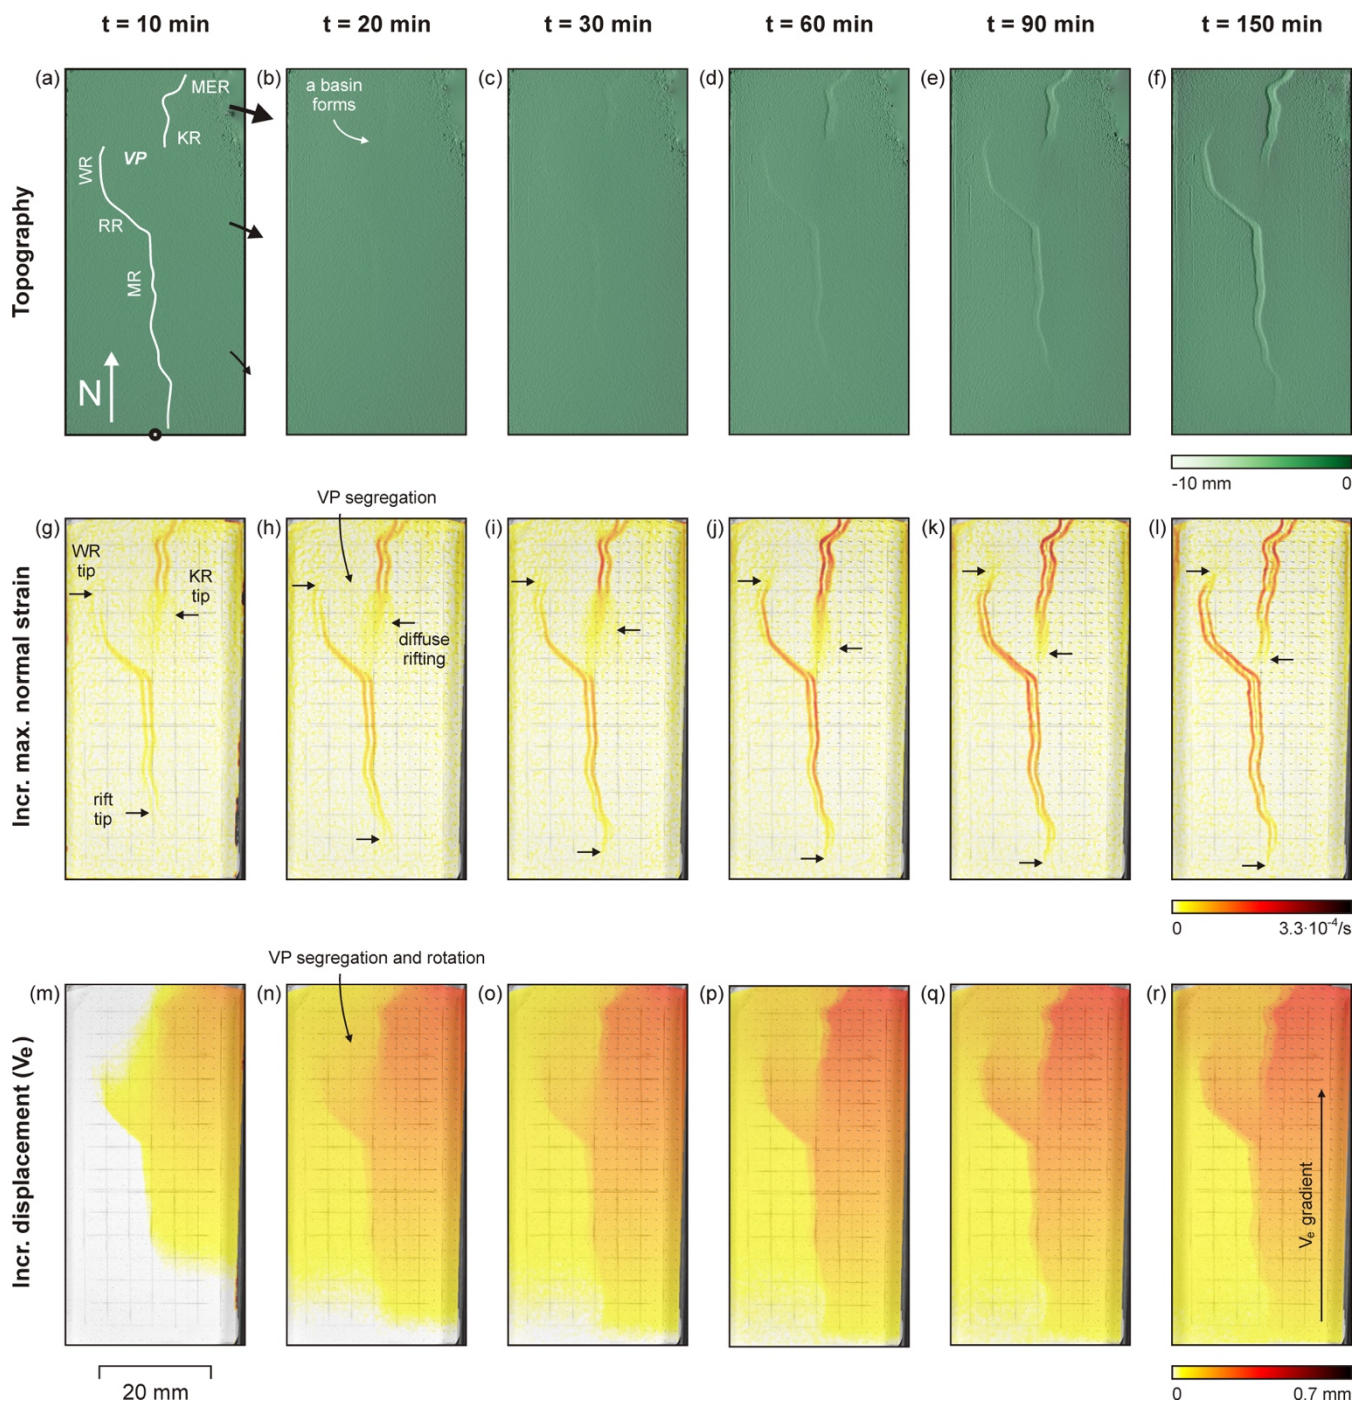 t = 10 min
t = 20 min
t = 30 min
t = 60 min
t = 90 min
t = 150 min
Topography
(a)
MER
KR
VP
WR
RR
MR
N
(b)
a basin
forms
(c)
(d)
(e)
(f)
-10 mm
0
Incr. max. normal strain
(g)
WR
tip
KR
tip
rift
tip
VP segregation
(h)
diffuse
rifting
(i)
(j)
(k)
(l)
0
3.3·10⁻⁴/s
Incr. displacement (Vₑ)
(m)
VP segregation and rotation
(n)
(o)
(p)
(q)
(r)
Vₑ gradient
20 mm
0
0.7 mm